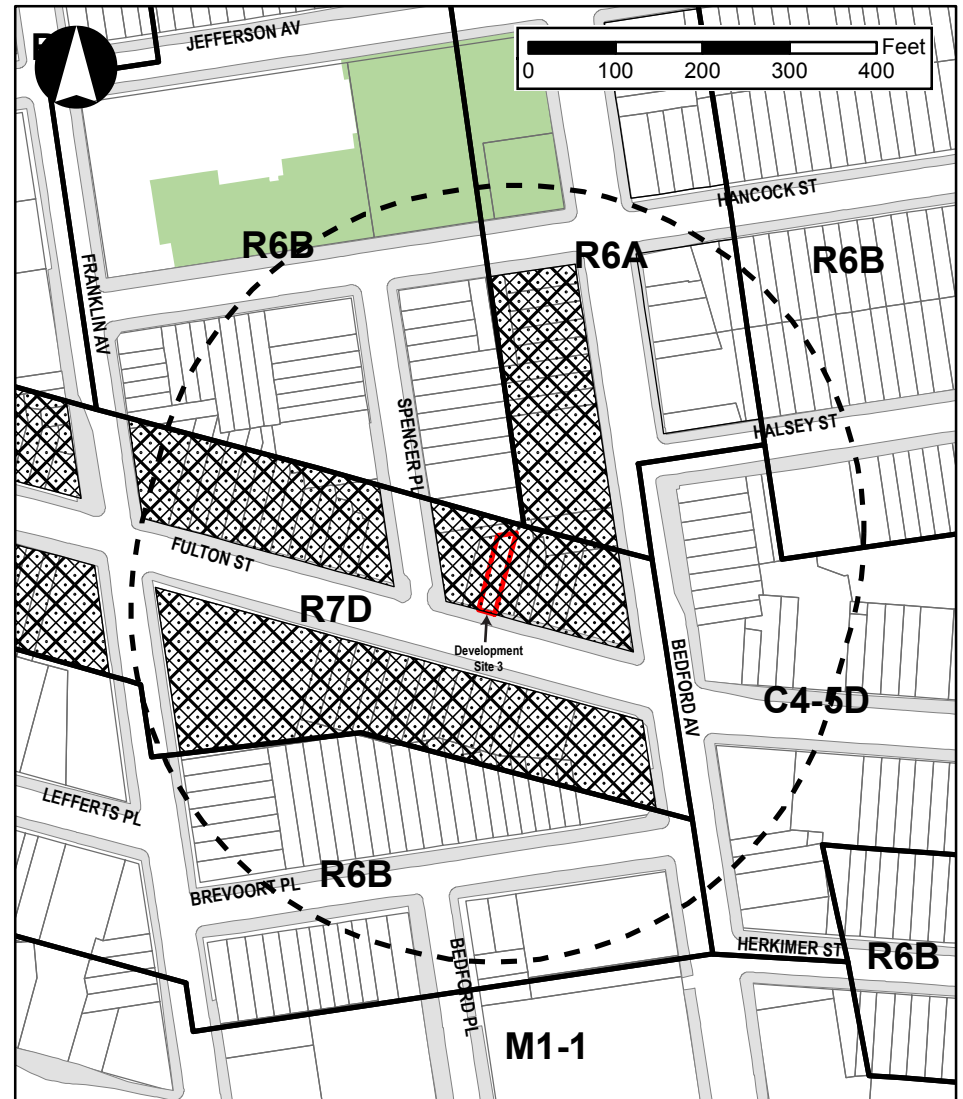 JEFFERSON AV
Feet
0 100 200 300 400
HANCOCK ST
R6B
R6A
R6B
FRANKLIN AV
SPENCER PL
HALSEY ST
FULTON ST
R7D
Development
Site 3
BEDFORD AV
C4-5D
LEFFERTS PL
BREVOORT PL
R6B
BEDFORD PL
HERKIMER ST
R6B
M1-1